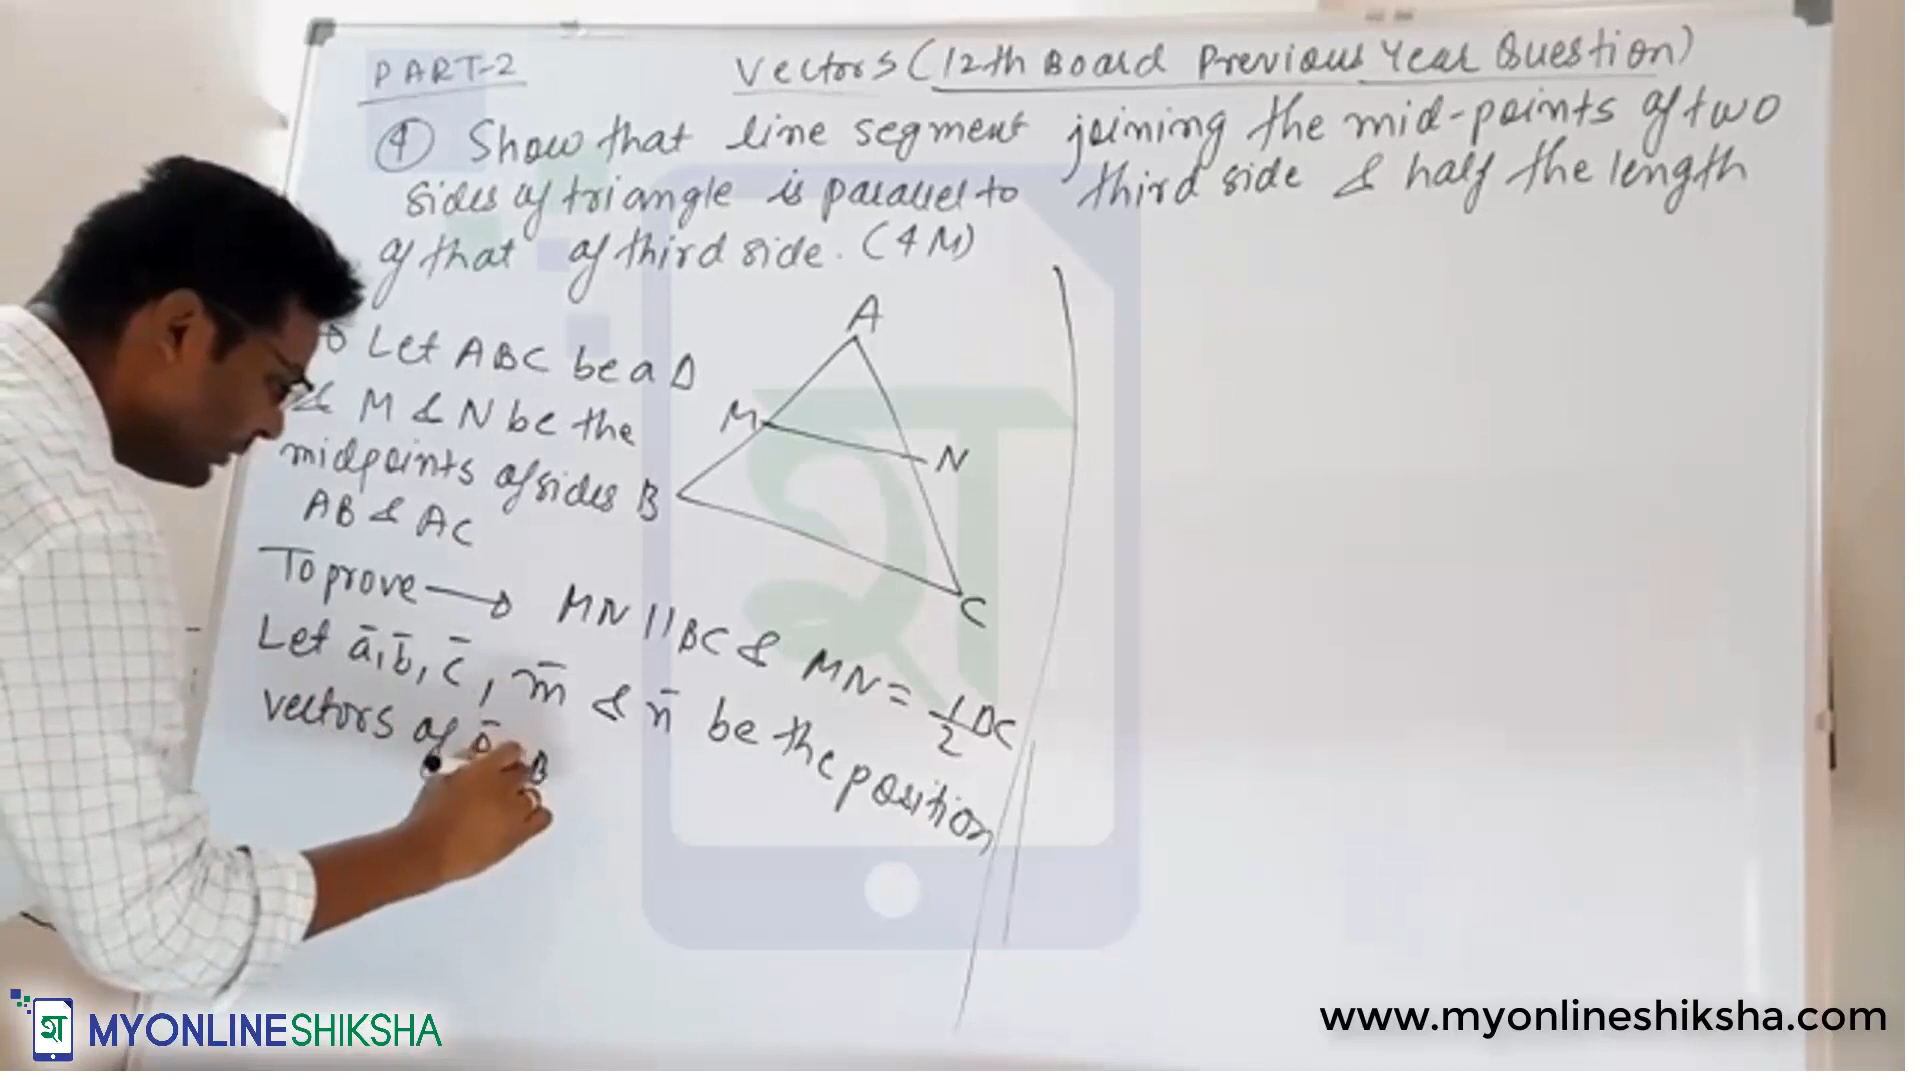 PART-2
Vectors (12th Board Previous Year Question)
④ Show that line segment joining the mid-points of two
sides of triangle is parallel to third side & half the length
of that of third side. (4M)
Let ABC be a Δ
& M & N be the
midpoints of sides
AB & AC
A
M
N
B
C
To prove → MN || BC & MN = 1/2 BC
Let ā, b̄, c̄, m̄ & n̄ be the position
vectors of
MYONLINESHIKSHA
www.myonlineshiksha.com